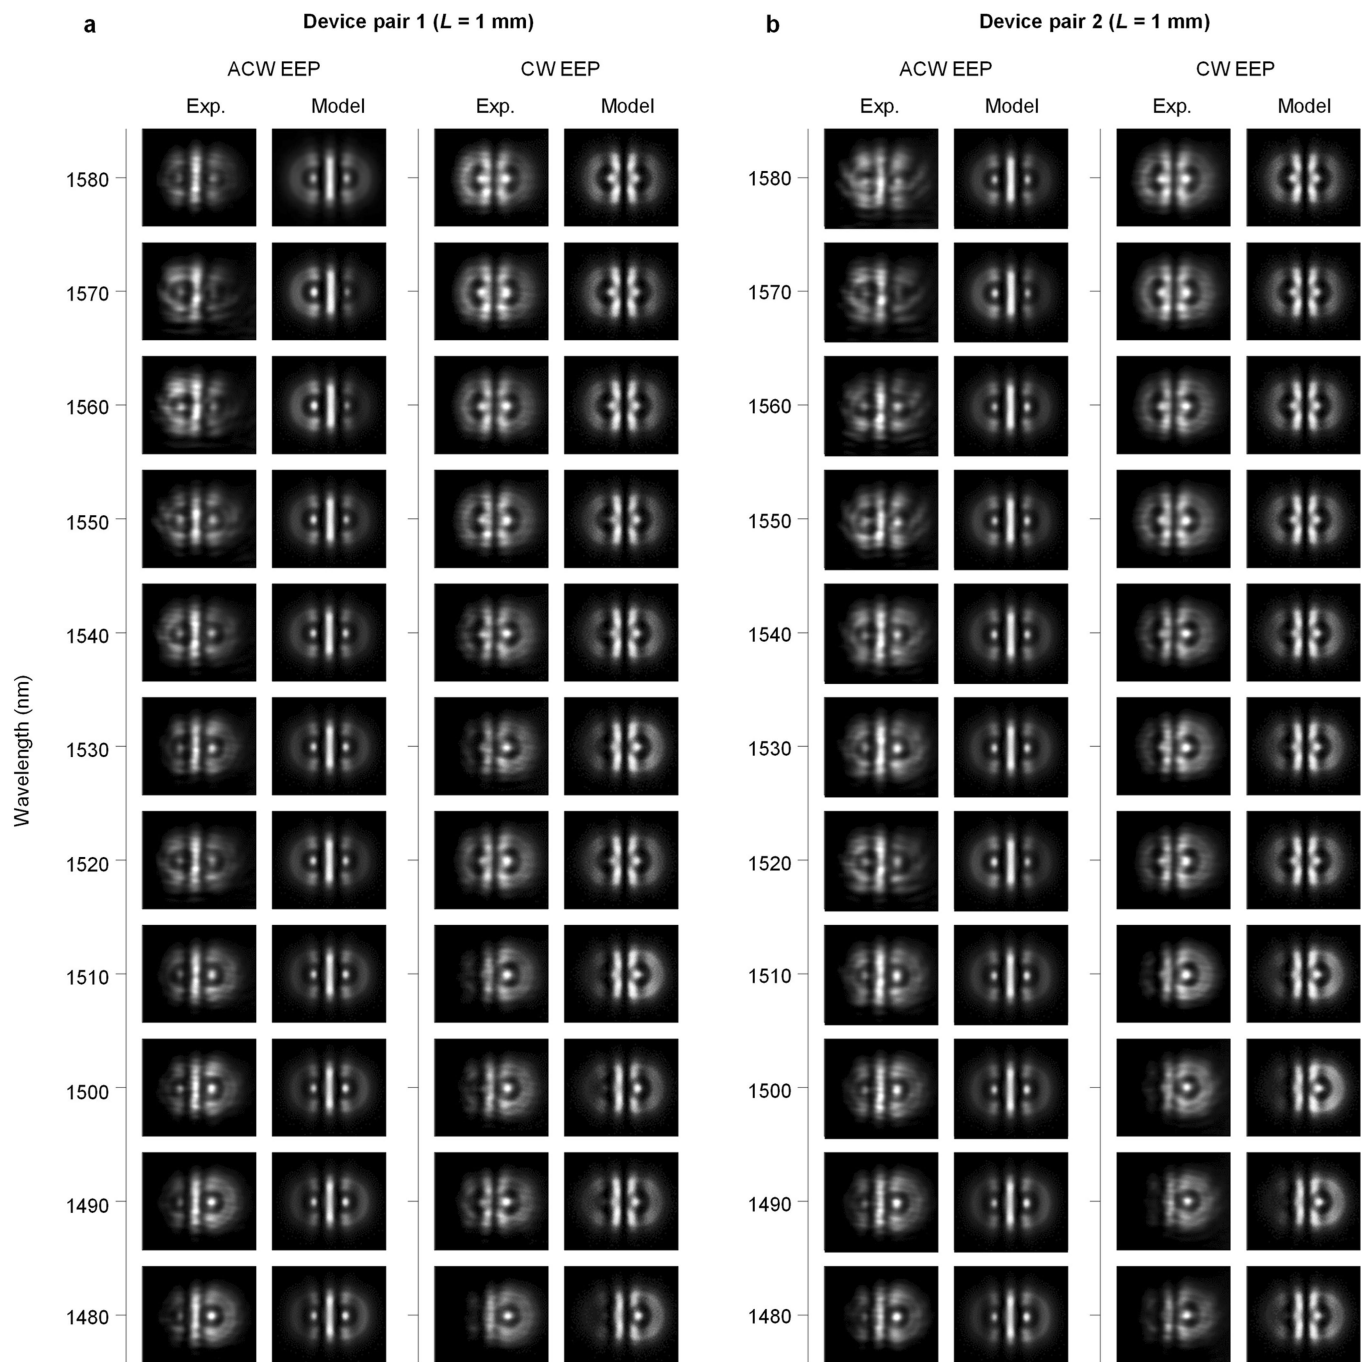 a Device pair 1 (L = 1 mm) b Device pair 2 (L = 1 mm)
ACW EEP CW EEP ACW EEP CW EEP
Exp. Model Exp. Model Exp. Model Exp. Model
1580 1580
1570 1570
1560 1560
1550 1550
1540 1540
Wavelength (nm)
1530 1530
1520 1520
1510 1510
1500 1500
1490 1490
1480 1480